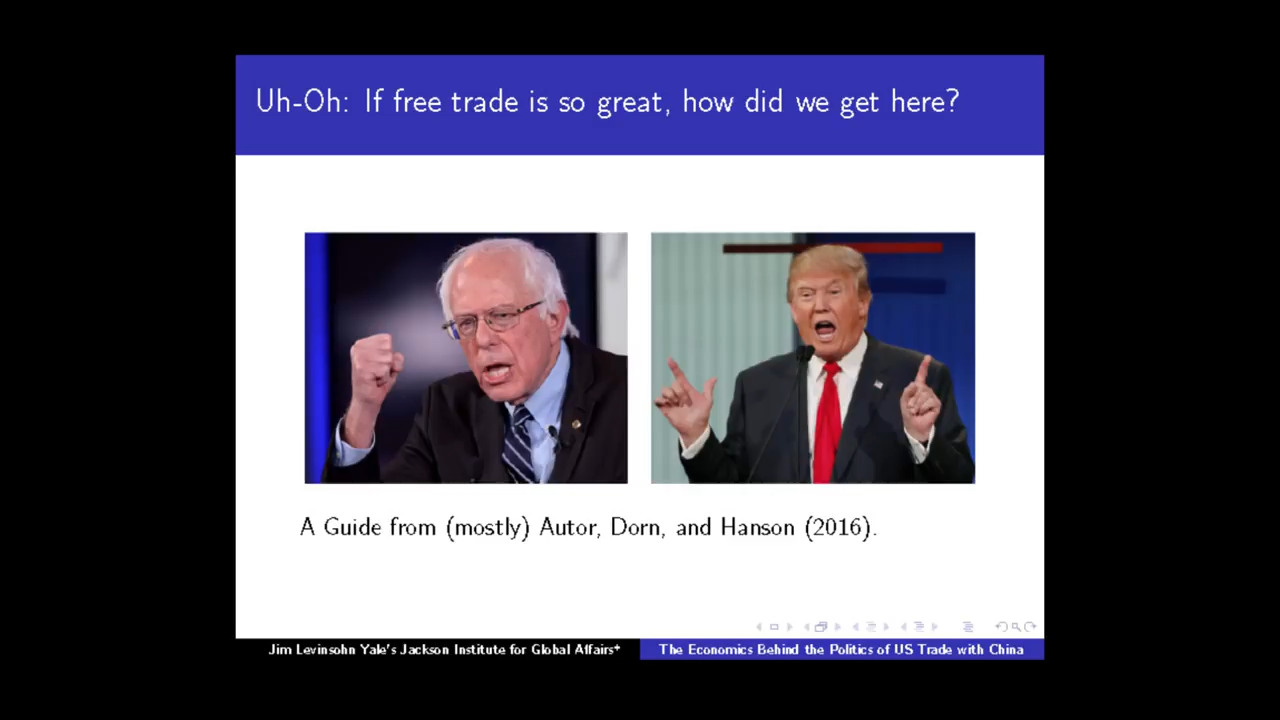 Uh-Oh: If free trade is so great, how did we get here?
A Guide from (mostly) Autor, Dorn, and Hanson (2016).
Jim Levinsohn Yale's Jackson Institute for Global Affairs*
The Economics Behind the Politics of US Trade with China